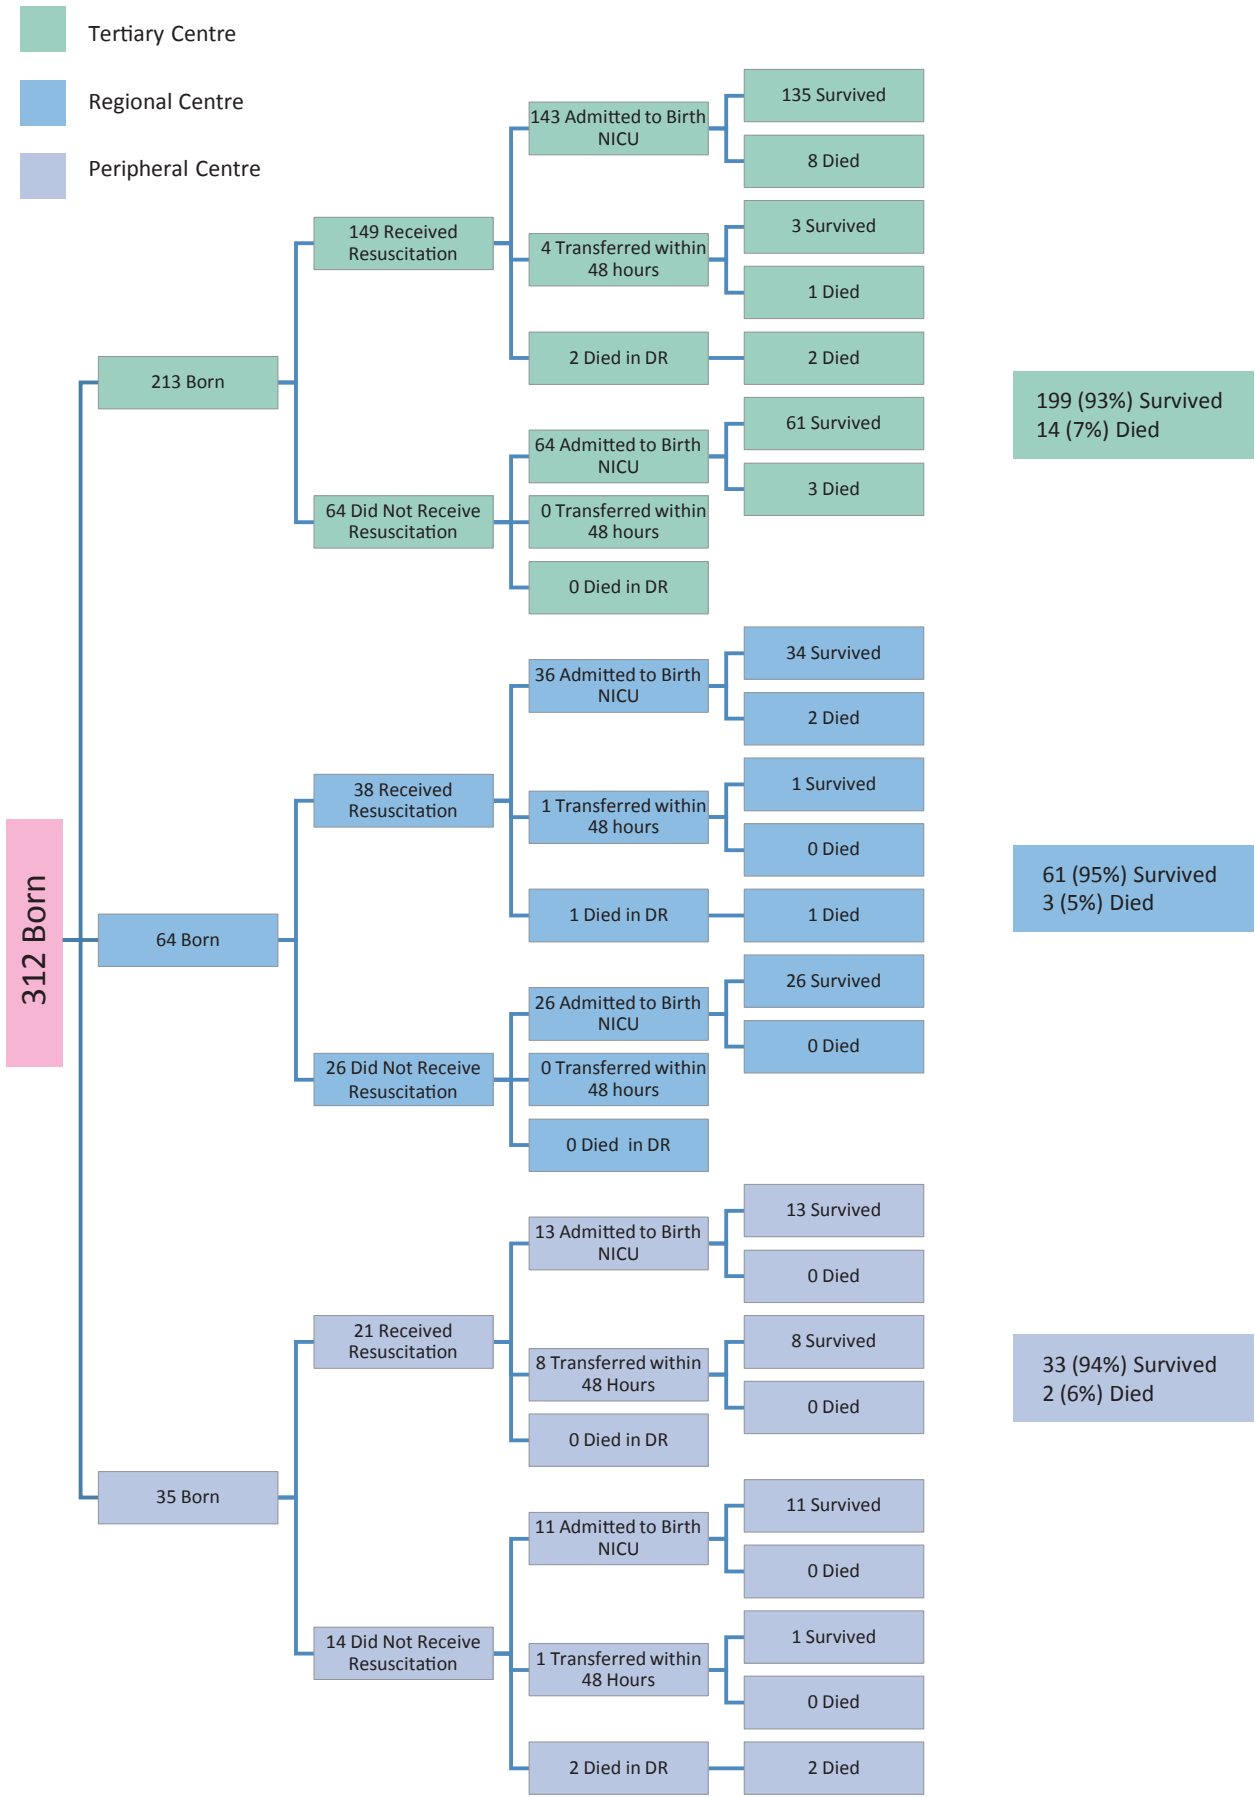 Tertiary Centre
Regional Centre
Peripheral Centre
312 Born
213 Born
149 Received
Resuscitation
143 Admitted to Birth
NICU
135 Survived
8 Died
4 Transferred within
48 hours
3 Survived
1 Died
2 Died in DR
2 Died
64 Did Not Receive
Resuscitation
64 Admitted to Birth
NICU
61 Survived
3 Died
0 Transferred within
48 hours
0 Died in DR
199 (93%) Survived
14 (7%) Died
64 Born
38 Received
Resuscitation
36 Admitted to Birth
NICU
34 Survived
2 Died
1 Transferred within
48 hours
1 Survived
0 Died
1 Died in DR
1 Died
26 Did Not Receive
Resuscitation
26 Admitted to Birth
NICU
26 Survived
0 Died
0 Transferred within
48 hours
0 Died in DR
61 (95%) Survived
3 (5%) Died
35 Born
21 Received
Resuscitation
13 Admitted to Birth
NICU
13 Survived
0 Died
8 Transferred within
48 Hours
8 Survived
0 Died
0 Died in DR
14 Did Not Receive
Resuscitation
11 Admitted to Birth
NICU
11 Survived
0 Died
1 Transferred within
48 Hours
1 Survived
0 Died
2 Died in DR
2 Died
33 (94%) Survived
2 (6%) Died